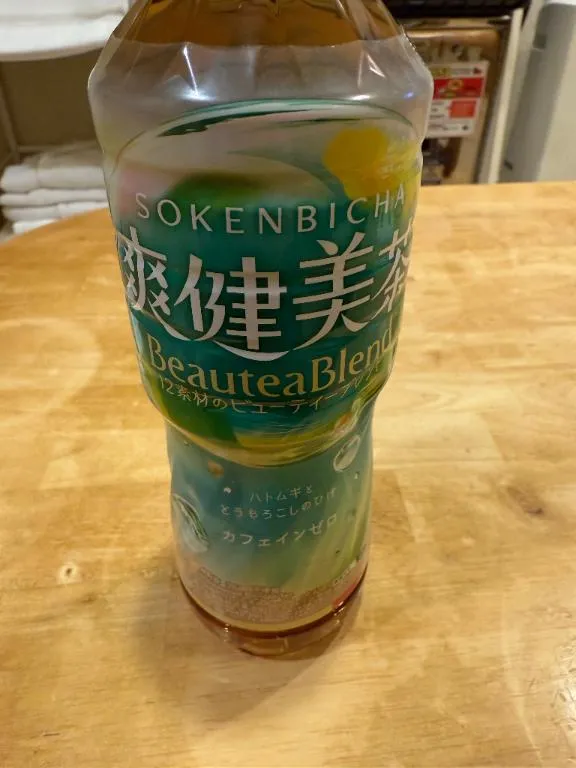 SOKENBICHA
爽健美茶
BeauteaBlend
12素材のビューティーブレンド
ハトムギと
とうもろこしのひげ
カフェインゼロ